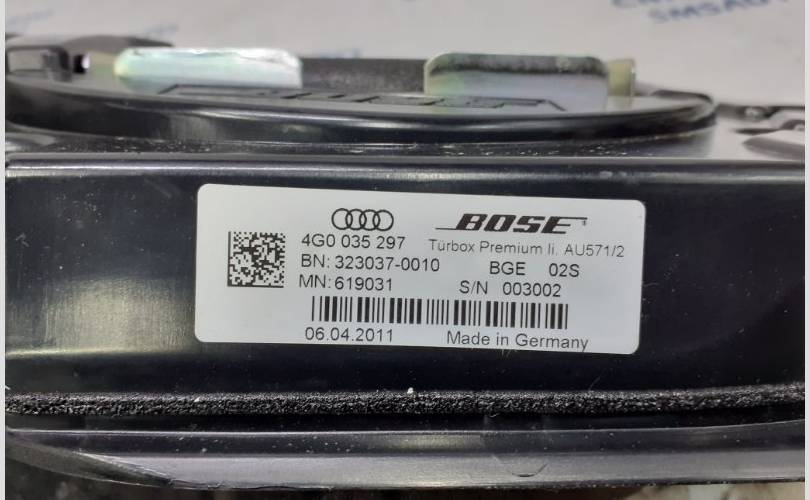 BOSE
4G0 035 297
Türbox Premium li. AU571/2
BN: 323037-0010
BGE 02S
MN: 619031
S/N 003002
06.04.2011
Made in Germany